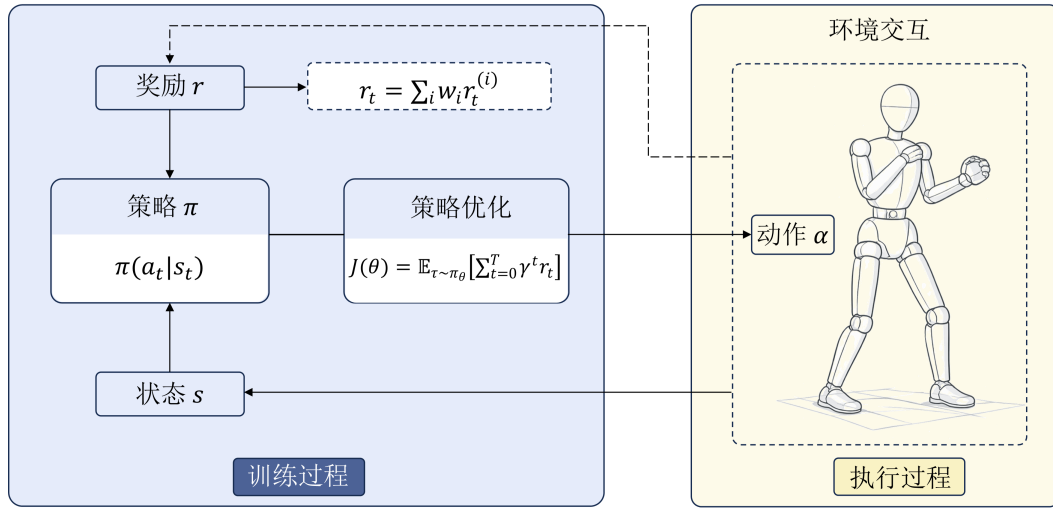 奖励 r
r_t = ∑_i w_i r_t^{(i)}
策略 π
π(a_t|s_t)
策略优化
J(θ) = 𝔼_{τ~π_θ}[∑_{t=0}^{T} γ^t r_t]
状态 s
训练过程
环境交互
动作 α
执行过程